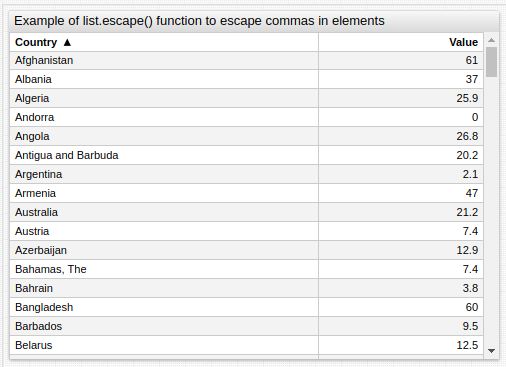 Example of list.escape() function to escape commas in elements
Country ▲ Value
Afghanistan 61
Albania 37
Algeria 25.9
Andorra 0
Angola 26.8
Antigua and Barbuda 20.2
Argentina 2.1
Armenia 47
Australia 21.2
Austria 7.4
Azerbaijan 12.9
Bahamas, The 7.4
Bahrain 3.8
Bangladesh 60
Barbados 9.5
Belarus 12.5